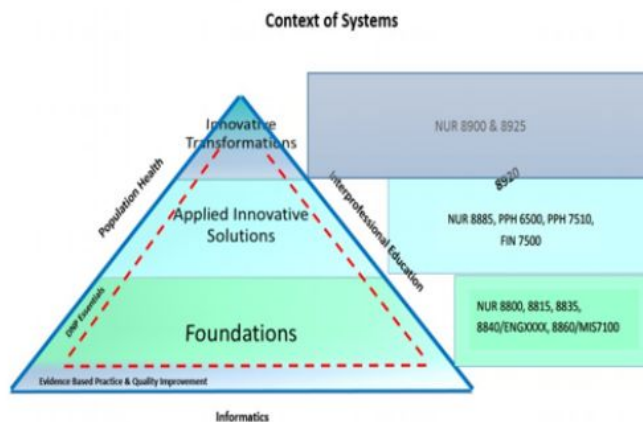 Context of Systems
Innovative
Transformations
NUR 8900 & 8925
8920
Population Health
Interprofessional Education
Applied Innovative
Solutions
NUR 8885, PPH 6500, PPH 7510,
FIN 7500
DNP Essentials
Foundations
NUR 8800, 8815, 8835,
8840/ENGXXXX, 8860/MIS7100
Evidence Based Practice & Quality Improvement
Informatics